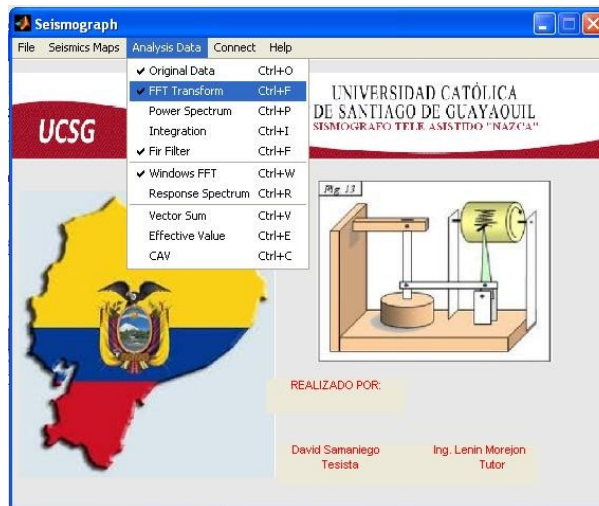 Seismograph
File Seismics Maps Analysis Data Connect Help
Original Data Ctrl+O
FFT Transform Ctrl+F
Power Spectrum Ctrl+P
Integration Ctrl+I
Fir Filter Ctrl+F
Windows FFT Ctrl+W
Response Spectrum Ctrl+R
Vector Sum Ctrl+V
Effective Value Ctrl+E
CAV Ctrl+C
UCSG
UNIVERSIDAD CATÓLICA
DE SANTIAGO DE GUAYAQUIL
SISMOGRAFO TELE ASISTIDO "NAZCA"
Fig. 13
REALIZADO POR:
David Samaniego Ing. Lenin Morejon
Tesista Tutor